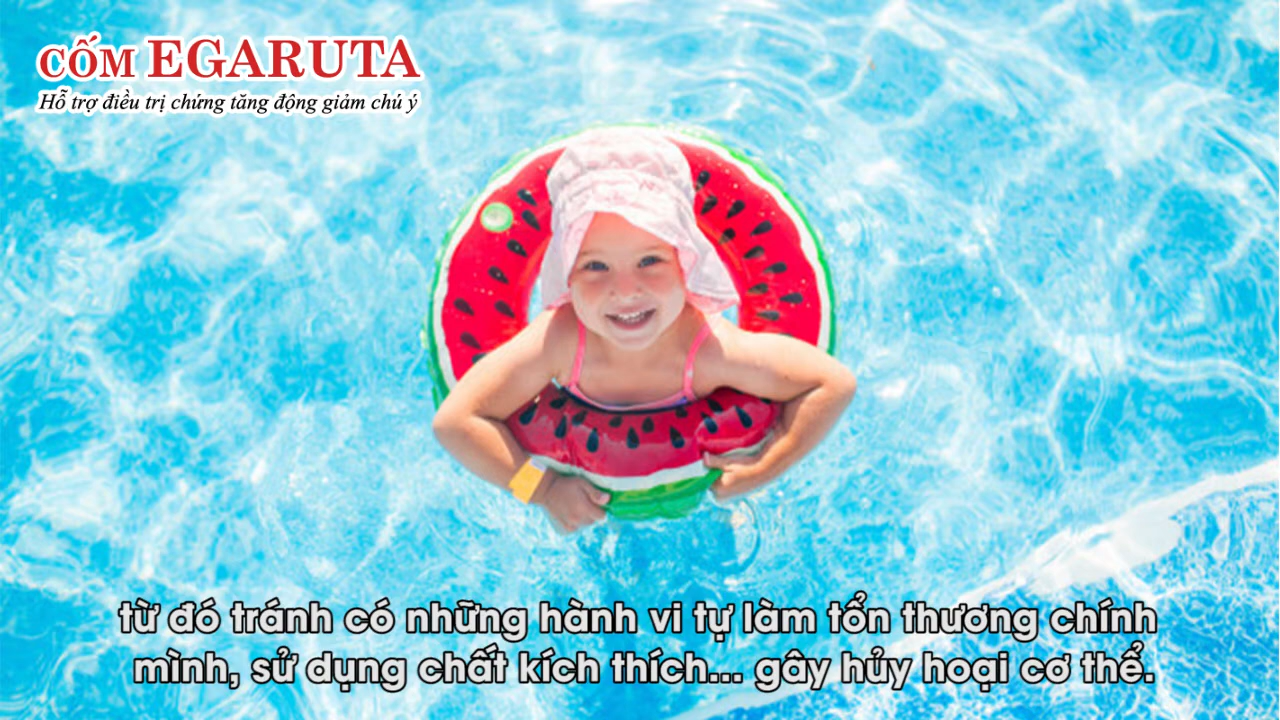 CỐM EGARUTA
Hỗ trợ điều trị chứng tăng động giảm chú ý
từ đó tránh có những hành vi tự làm tổn thương chính
mình, sử dụng chất kích thích... gây hủy hoại cơ thể.